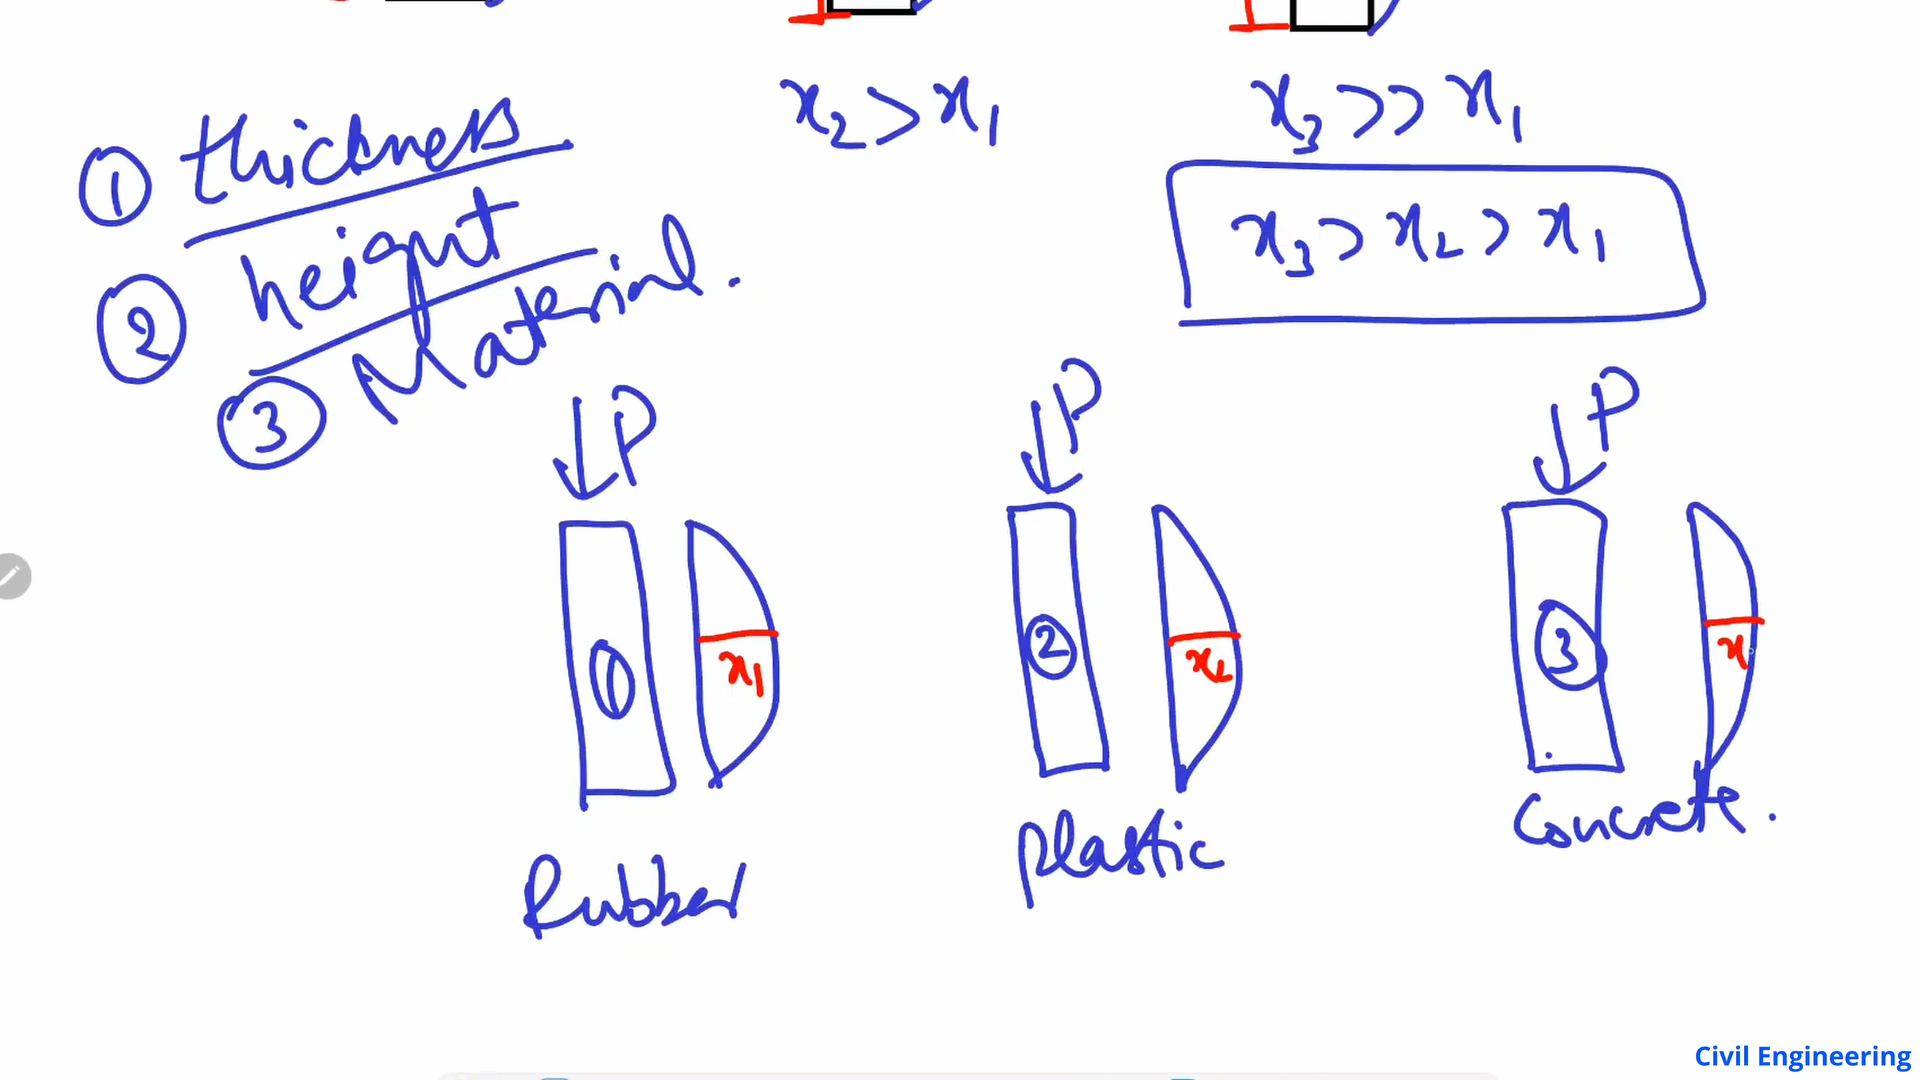 x₂ > x₁
x₃ >> x₁
① thickness
② height
③ Material.
x₃ > x₂ > x₁
P
P
P
1
x₁
2
x₂
3
x
Rubber
plastic
Concrete.
Civil Engineering